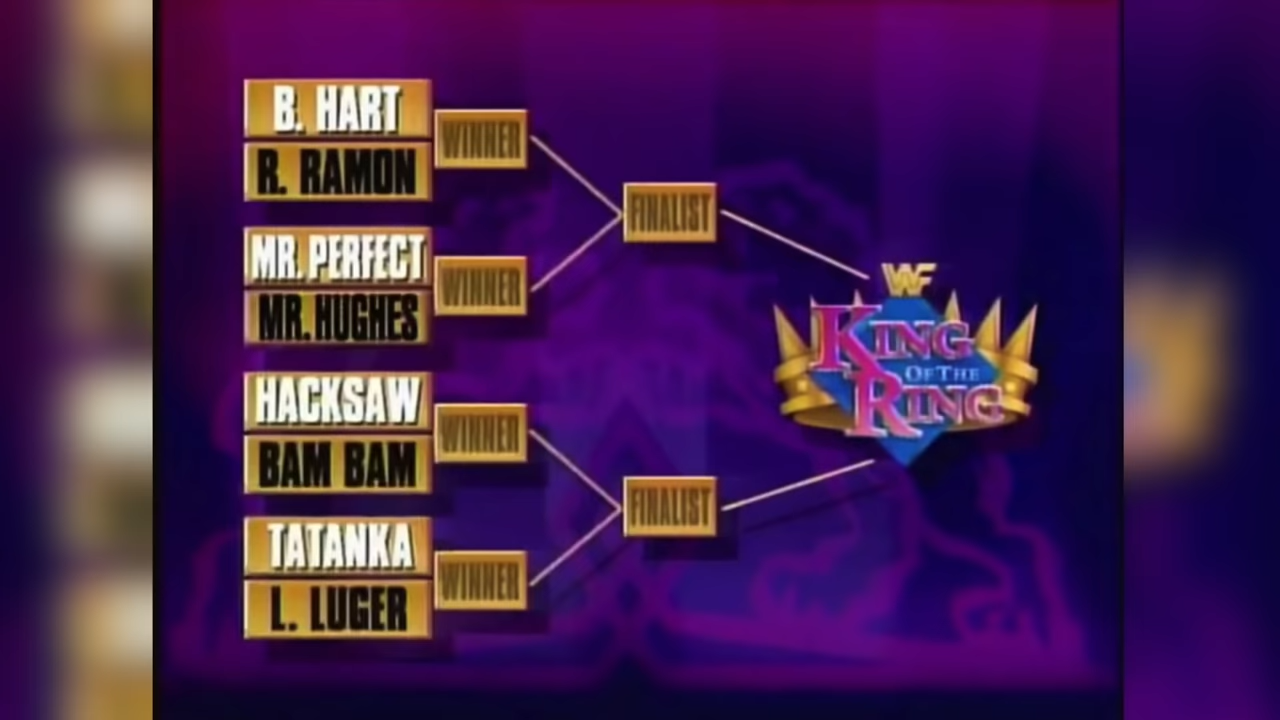 B. HART
R. RAMON
WINNER
MR. PERFECT
MR. HUGHES
WINNER
FINALIST
HACKSAW
BAM BAM
WINNER
TATANKA
L. LUGER
WINNER
FINALIST
WWF
KING
OF THE
RING